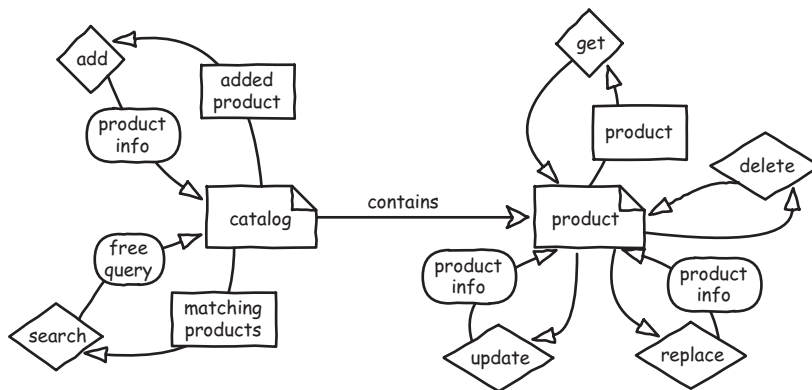 add
added
product
product
info
catalog
free
query
matching
products
search
contains
get
product
delete
product
product
info
product
info
update
replace